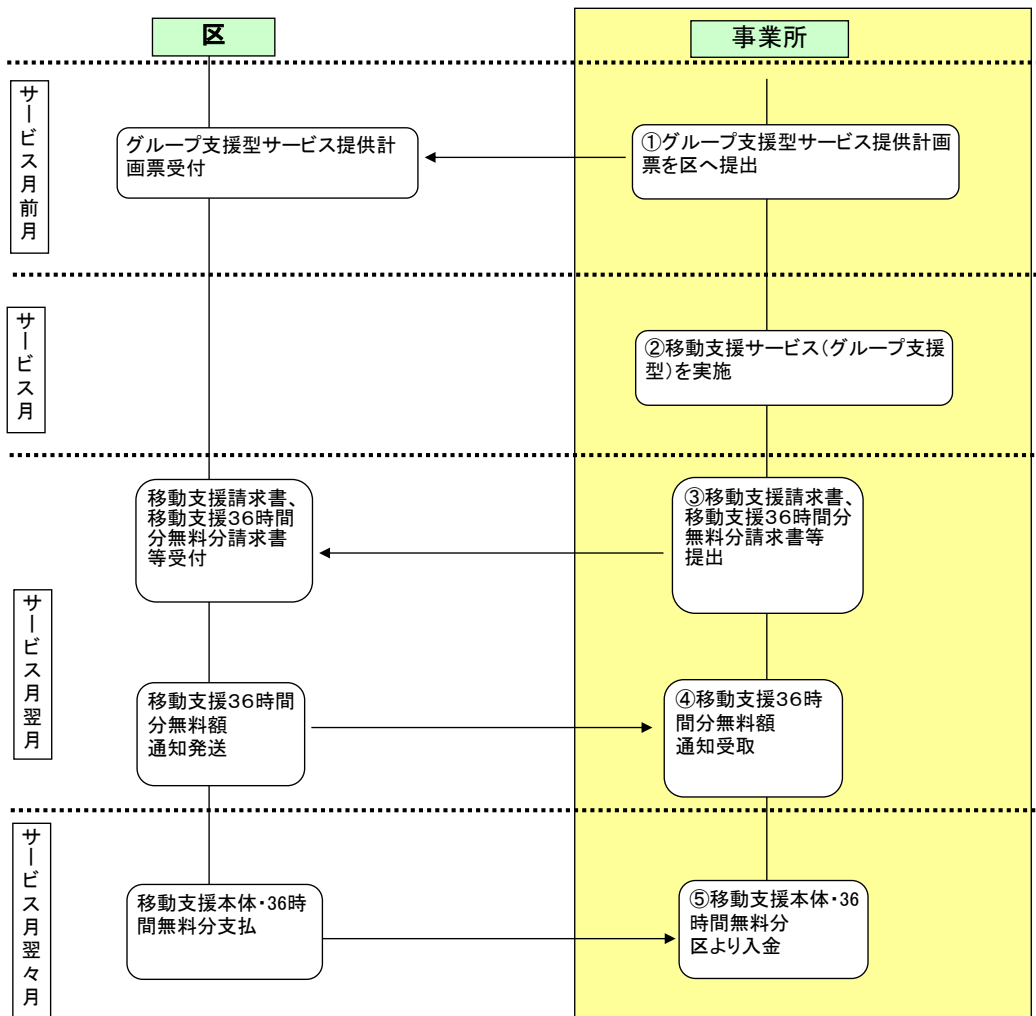 区
事業所
サービス月前月
グループ支援型サービス提供計
画票受付
①グループ支援型サービス提供計画
票を区へ提出
サービス月
②移動支援サービス（グループ支援
型）を実施
サービス月翌月
移動支援請求書、
移動支援３６時間
分無料分請求書
等受付
③移動支援請求書、
移動支援３６時間分
無料分請求書等
提出
移動支援３６時間
分無料額
通知発送
④移動支援３６時
間分無料額
通知受取
サービス月翌々月
移動支援本体・36時
間無料分支払
⑤移動支援本体・36
時間無料分
区より入金